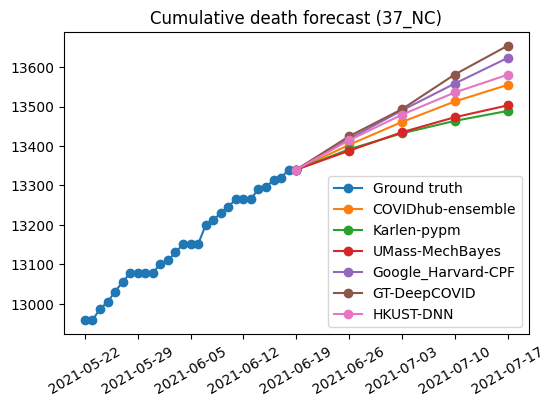 Cumulative death forecast (37_NC)
13600
13500
13400
13300
13200
13100
13000
Ground truth
COVIDhub-ensemble
Karlen-pypm
UMass-MechBayes
Google_Harvard-CPF
GT-DeepCOVID
HKUST-DNN
2021-05-22
2021-05-29
2021-06-05
2021-06-12
2021-06-19
2021-06-26
2021-07-03
2021-07-10
2021-07-17